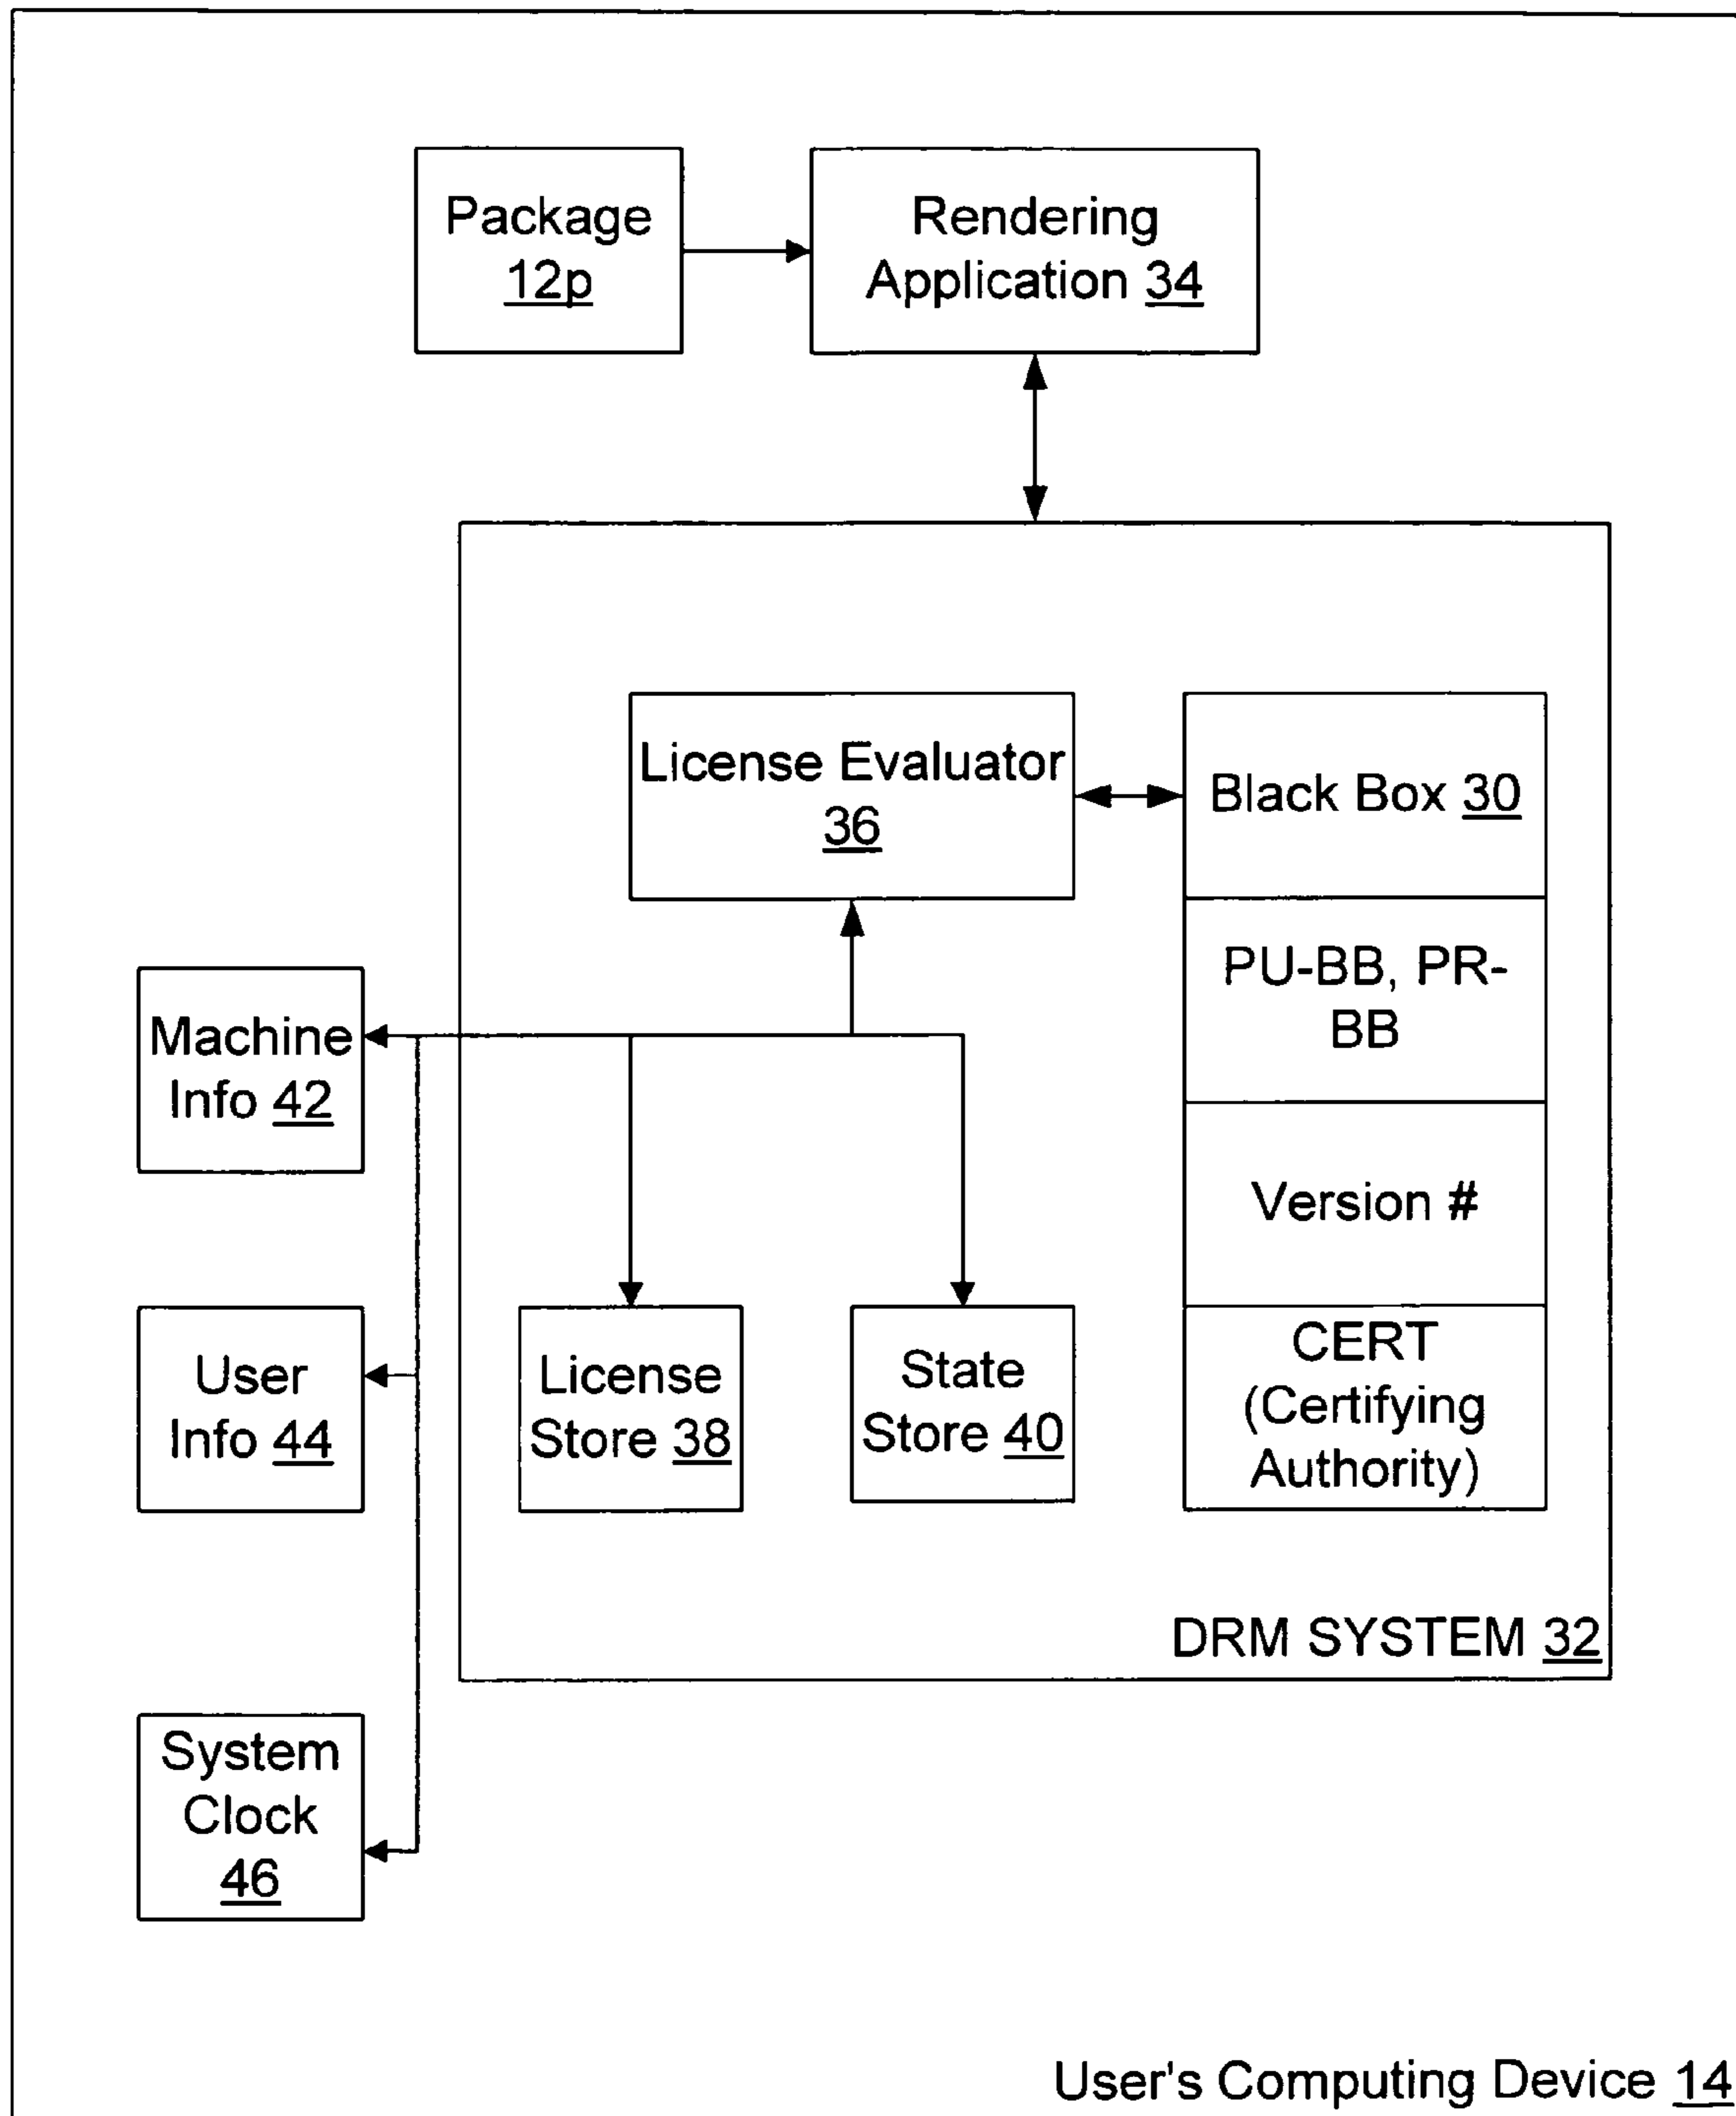 Package
12p
Rendering
Application 34
License Evaluator
36
Black Box 30
PU-BB, PR-
BB
Version #
CERT
(Certifying
Authority)
Machine
Info 42
User
Info 44
System
Clock
46
License
Store 38
State
Store 40
DRM SYSTEM 32
User's Computing Device 14